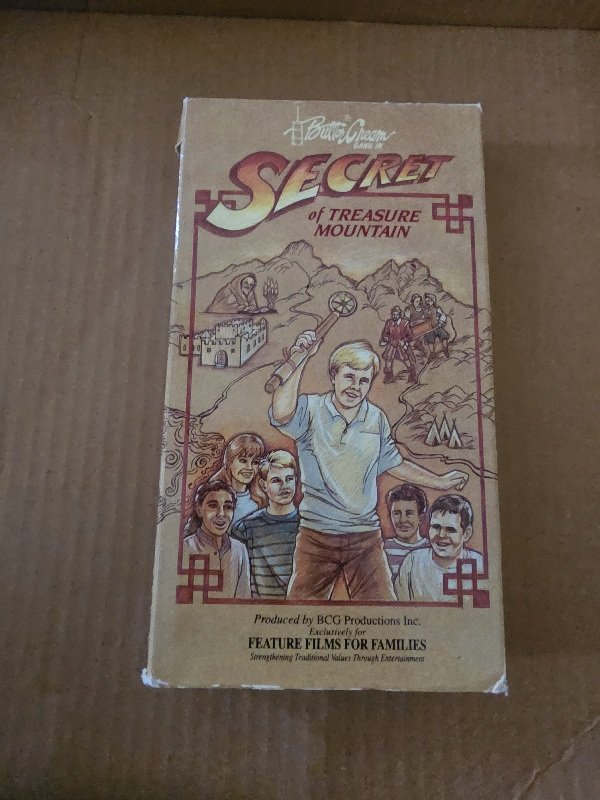 Butter Cream
GANG IN
SECRET
of TREASURE
MOUNTAIN
Produced by BCG Productions Inc.
Exclusively for
FEATURE FILMS FOR FAMILIES
Strengthening Traditional Values Through Entertainment